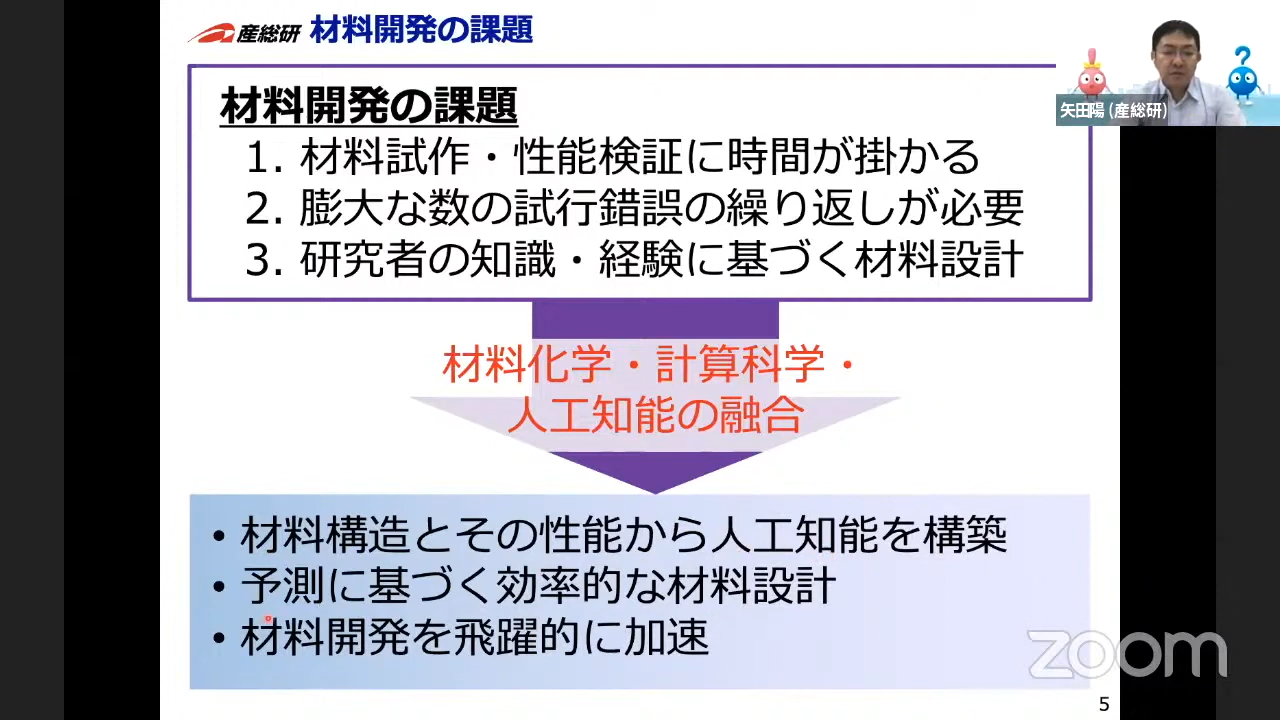 産総研 材料開発の課題
材料開発の課題
1. 材料試作・性能検証に時間が掛かる
2. 膨大な数の試行錯誤の繰り返しが必要
3. 研究者の知識・経験に基づく材料設計
矢田陽 (産総研)
材料化学・計算科学・
人工知能の融合
• 材料構造とその性能から人工知能を構築
• 予測に基づく効率的な材料設計
• 材料開発を飛躍的に加速
zoom
5